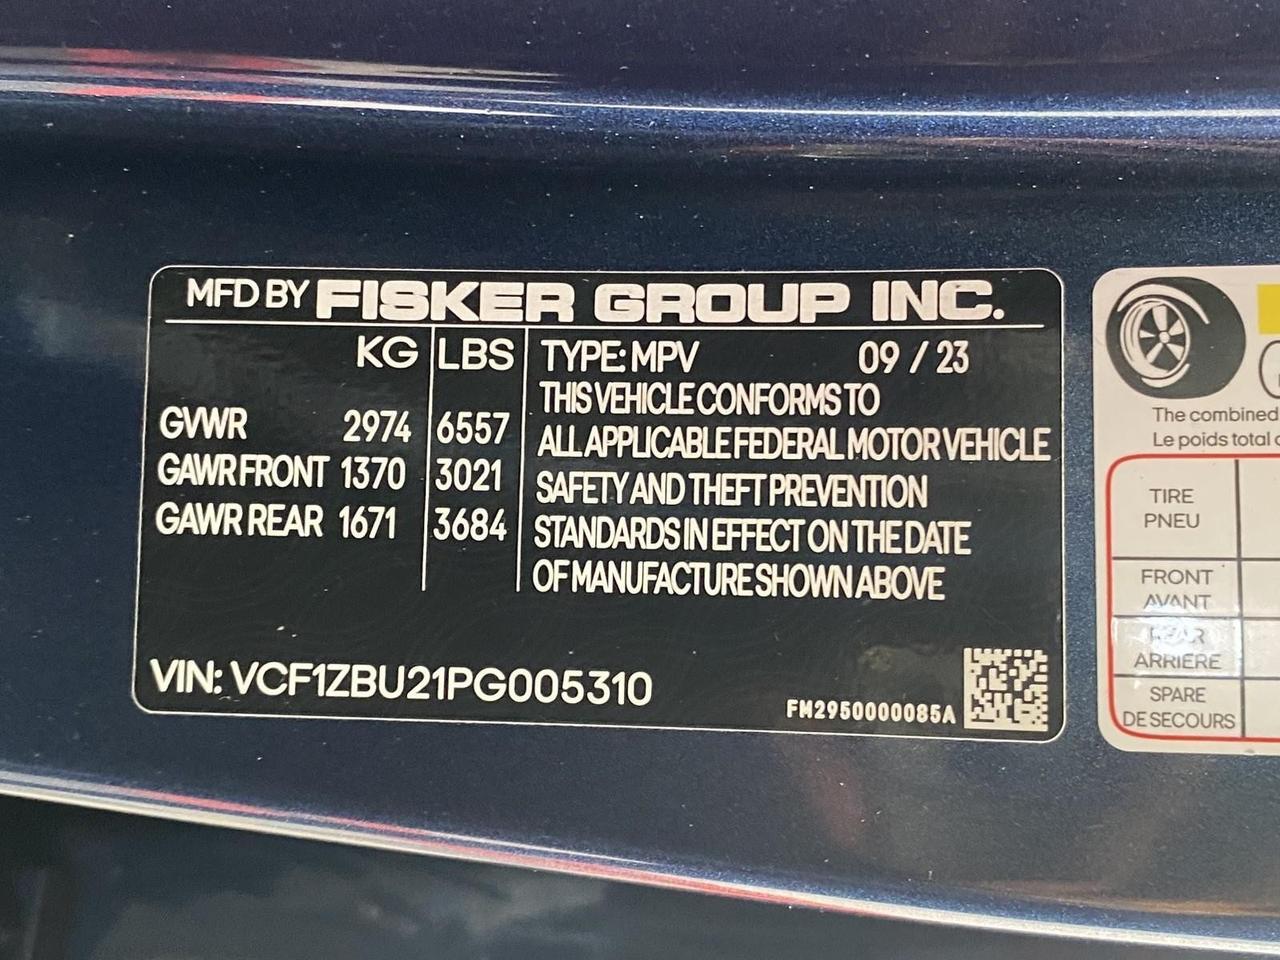 MFD BY FISKER GROUP INC.
KG LBS TYPE: MPV 09 / 23
THIS VEHICLE CONFORMS TO
GVWR 2974 6557 ALL APPLICABLE FEDERAL MOTOR VEHICLE
GAWR FRONT 1370 3021 SAFETY AND THEFT PREVENTION
GAWR REAR 1671 3684 STANDARDS IN EFFECT ON THE DATE
OF MANUFACTURE SHOWN ABOVE
VIN: VCF1ZBU21PG005310
FM2950000085A
The combined
Le poids total
TIRE
PNEU
FRONT
AVANT
REAR
ARRIÈRE
SPARE
DE SECOURS